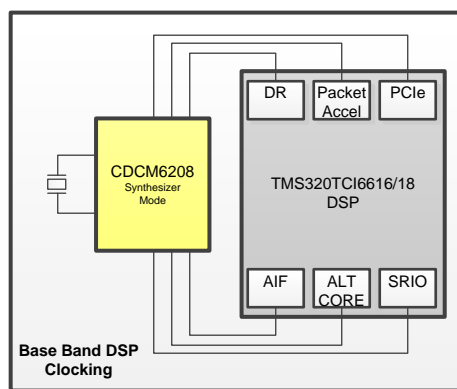 DR
Packet
Accel
PCIe
CDCM6208
Synthesizer
Mode
TMS320TCI6616/18
DSP
AIF
ALT
CORE
SRIO
Base Band DSP
Clocking